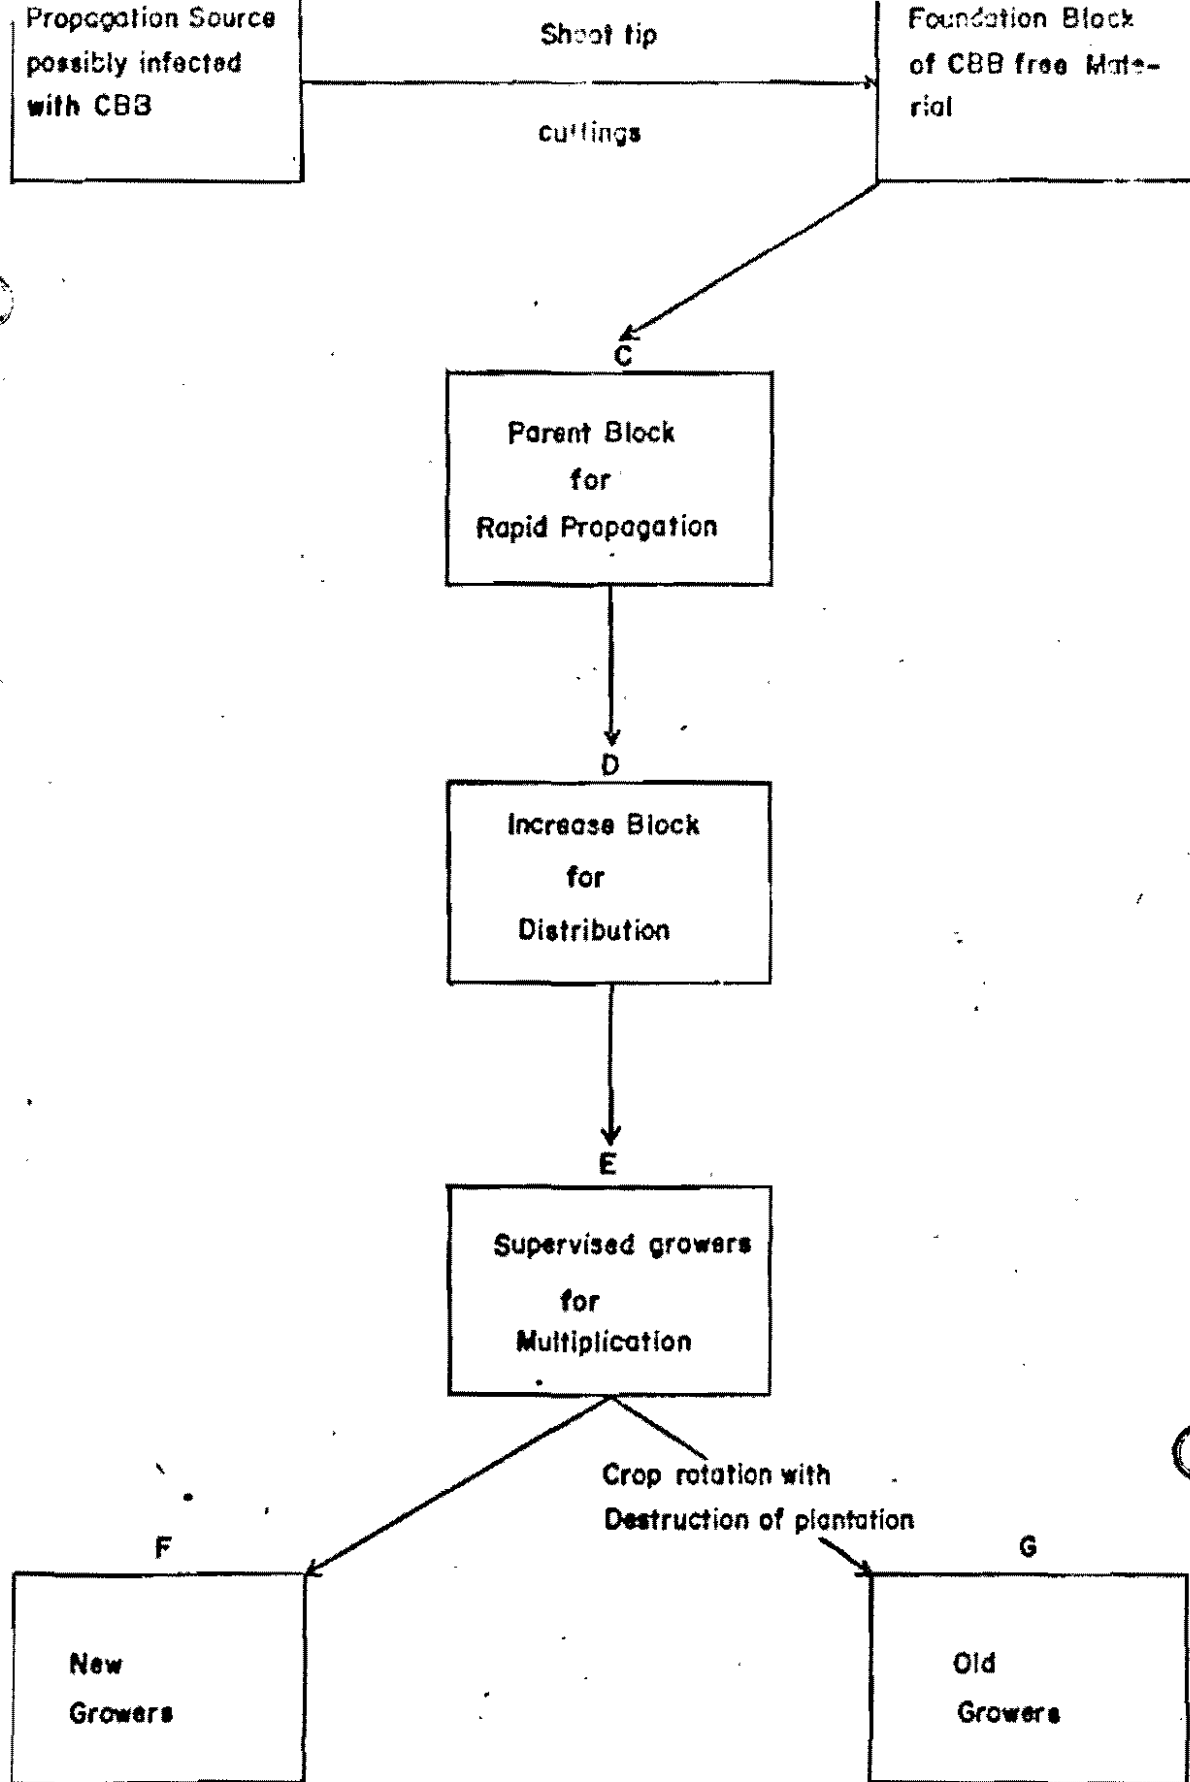 Propagation Source
possibly infected
with CBB
Shoot tip
cuttings
Foundation Block
of CBB free Mate-
rial
C
Parent Block
for
Rapid Propagation
D
Increase Block
for
Distribution
E
Supervised growers
for
Multiplication
Crop rotation with
Destruction of plantation
F
New
Growers
G
Old
Growers